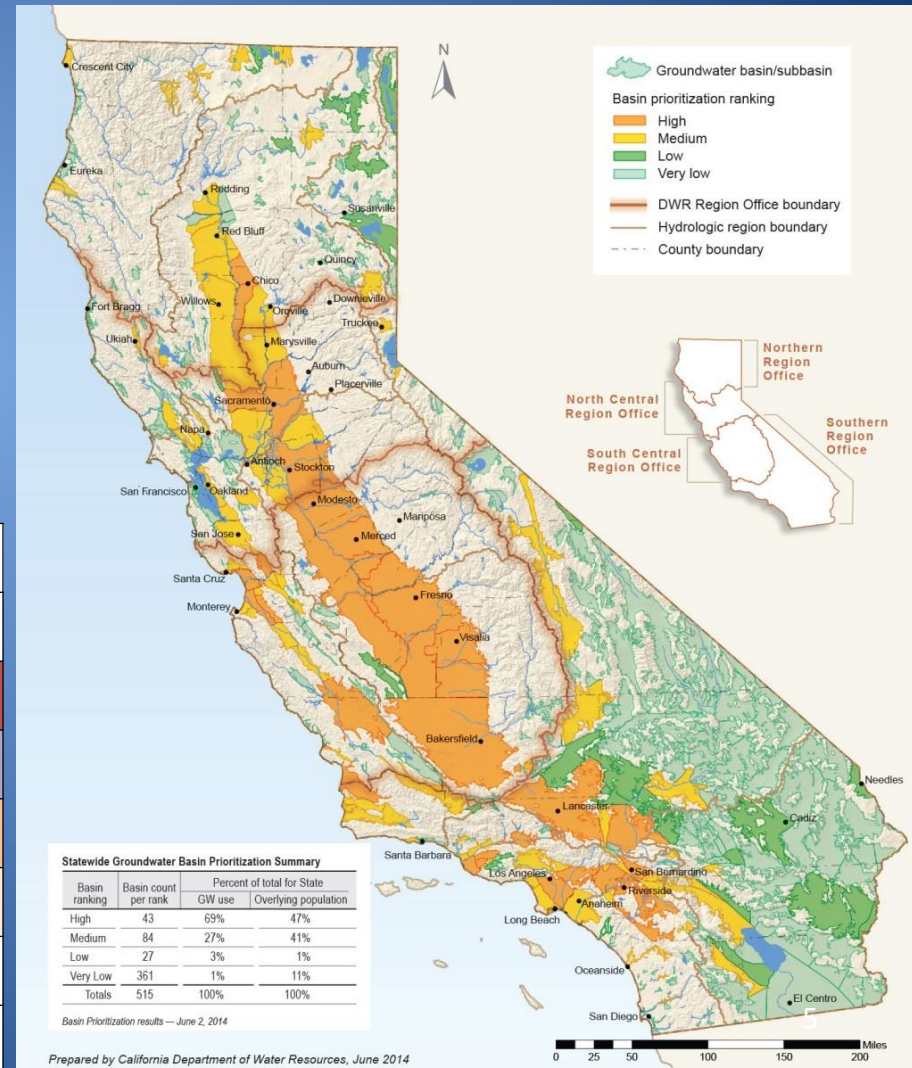 N
Groundwater basin/subbasin
Basin prioritization ranking
High
Medium
Low
Very low
DWR Region Office boundary
Hydrologic region boundary
County boundary
Northern
Region
Office
North Central
Region Office
South Central
Region Office
Southern
Region
Office
Crescent City
Eureka
Redding
Susanville
Red Bluff
Quincy
Chico
Fort Bragg
Willows
Oroville
Downieville
Truckee
Ukiah
Marysville
Auburn
Placerville
Sacramento
Napa
Antioch
Stockton
San Francisco
Oakland
Modesto
Mariposa
San Jose
Merced
Santa Cruz
Fresno
Monterey
Visalia
Bakersfield
Needles
Lancaster
Cadiz
Santa Barbara
Los Angeles
San Bernardino
Riverside
Anaheim
Long Beach
Oceanside
El Centro
San Diego
5
Statewide Groundwater Basin Prioritization Summary
Basin ranking Basin count per rank Percent of total for State
GW use Overlying population
High 43 69% 47%
Medium 84 27% 41%
Low 27 3% 1%
Very Low 361 1% 11%
Totals 515 100% 100%
Basin Prioritization results — June 2, 2014
Prepared by California Department of Water Resources, June 2014
Miles
0 25 50 100 150 200